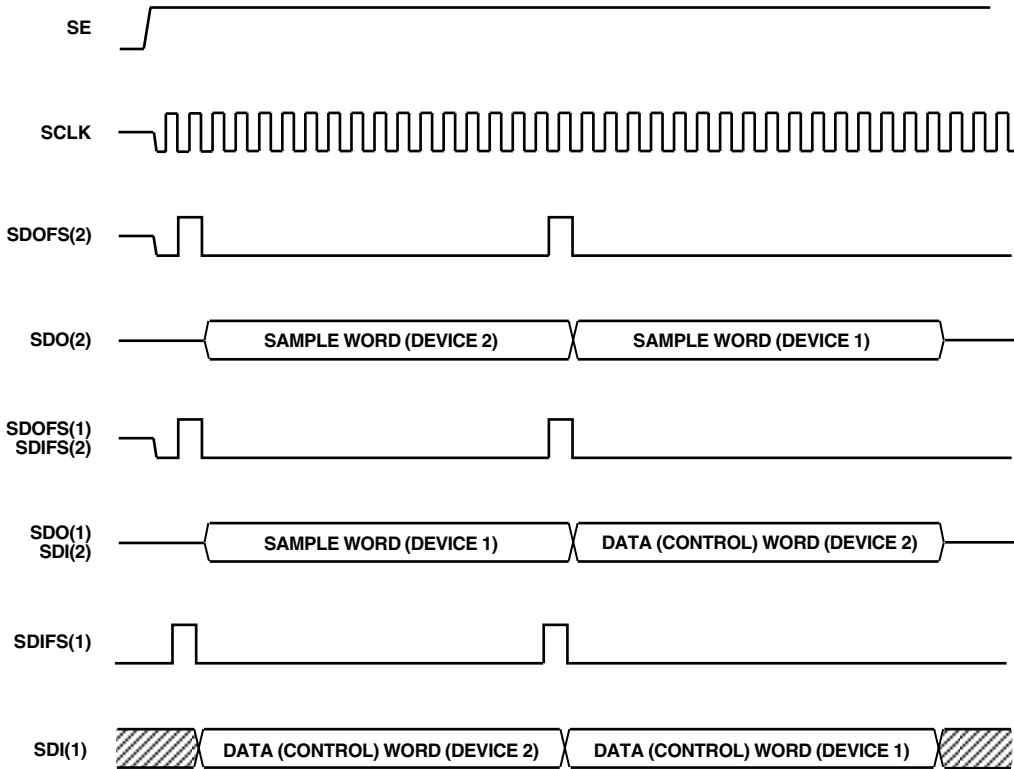 SE
SCLK
SDOFS(2)
SDO(2)
SAMPLE WORD (DEVICE 2)
SAMPLE WORD (DEVICE 1)
SDOFS(1)
SDIFS(2)
SDO(1)
SDI(2)
SAMPLE WORD (DEVICE 1)
DATA (CONTROL) WORD (DEVICE 2)
SDIFS(1)
SDI(1)
DATA (CONTROL) WORD (DEVICE 2)
DATA (CONTROL) WORD (DEVICE 1)